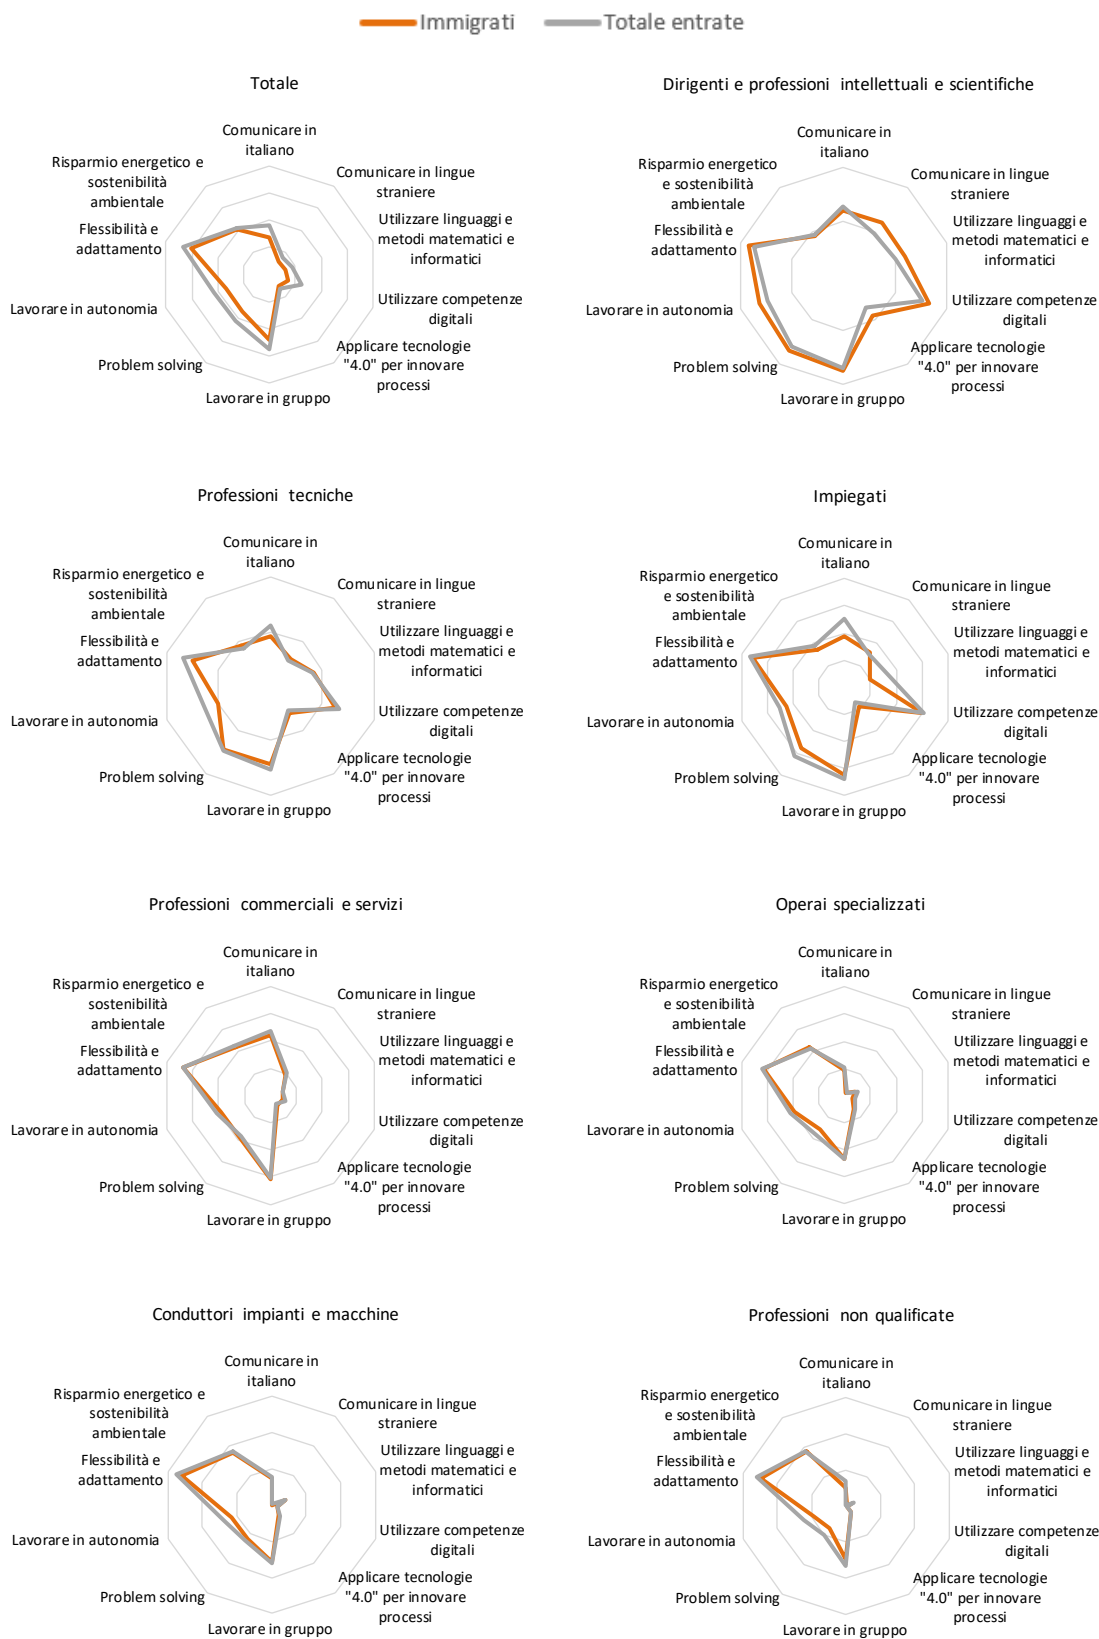 Immigrati Totale entrate
Totale
Comunicare in
italiano
Comunicare in lingue
straniere
Utilizzare linguaggi e
metodi matematici e
informatici
Utilizzare competenze
digitali
Applicare tecnologie
"4.0" per innovare
processi
Lavorare in gruppo
Problem solving
Lavorare in autonomia
Flessibilità e
adattamento
Risparmio energetico e
sostenibilità
ambientale
Dirigenti e professioni intellettuali e scientifiche
Comunicare in
italiano
Comunicare in lingue
straniere
Utilizzare linguaggi e
metodi matematici e
informatici
Utilizzare competenze
digitali
Applicare tecnologie
"4.0" per innovare
processi
Lavorare in gruppo
Problem solving
Lavorare in autonomia
Flessibilità e
adattamento
Risparmio energetico
e sostenibilità
ambientale
Professioni tecniche
Comunicare in
italiano
Comunicare in lingue
straniere
Utilizzare linguaggi e
metodi matematici e
informatici
Utilizzare competenze
digitali
Applicare tecnologie
"4.0" per innovare
processi
Lavorare in gruppo
Problem solving
Lavorare in autonomia
Flessibilità e
adattamento
Risparmio energetico e
sostenibilità
ambientale
Impiegati
Comunicare in
italiano
Comunicare in lingue
straniere
Utilizzare linguaggi e
metodi matematici e
informatici
Utilizzare competenze
digitali
Applicare tecnologie
"4.0" per innovare
processi
Lavorare in gruppo
Problem solving
Lavorare in autonomia
Flessibilità e
adattamento
Risparmio energetico
e sostenibilità
ambientale
Professioni commerciali e servizi
Comunicare in
italiano
Comunicare in lingue
straniere
Utilizzare linguaggi e
metodi matematici e
informatici
Utilizzare competenze
digitali
Applicare tecnologie
"4.0" per innovare
processi
Lavorare in gruppo
Problem solving
Lavorare in autonomia
Flessibilità e
adattamento
Risparmio energetico e
sostenibilità
ambientale
Operai specializzati
Comunicare in
italiano
Comunicare in lingue
straniere
Utilizzare linguaggi e
metodi matematici e
informatici
Utilizzare competenze
digitali
Applicare tecnologie
"4.0" per innovare
processi
Lavorare in gruppo
Problem solving
Lavorare in autonomia
Flessibilità e
adattamento
Risparmio energetico
e sostenibilità
ambientale
Conduttori impianti e macchine
Comunicare in
italiano
Comunicare in lingue
straniere
Utilizzare linguaggi e
metodi matematici e
informatici
Utilizzare competenze
digitali
Applicare tecnologie
"4.0" per innovare
processi
Lavorare in gruppo
Problem solving
Lavorare in autonomia
Flessibilità e
adattamento
Risparmio energetico e
sostenibilità
ambientale
Professioni non qualificate
Comunicare in
italiano
Comunicare in lingue
straniere
Utilizzare linguaggi e
metodi matematici e
informatici
Utilizzare competenze
digitali
Applicare tecnologie
"4.0" per innovare
processi
Lavorare in gruppo
Problem solving
Lavorare in autonomia
Flessibilità e
adattamento
Risparmio energetico
e sostenibilità
ambientale